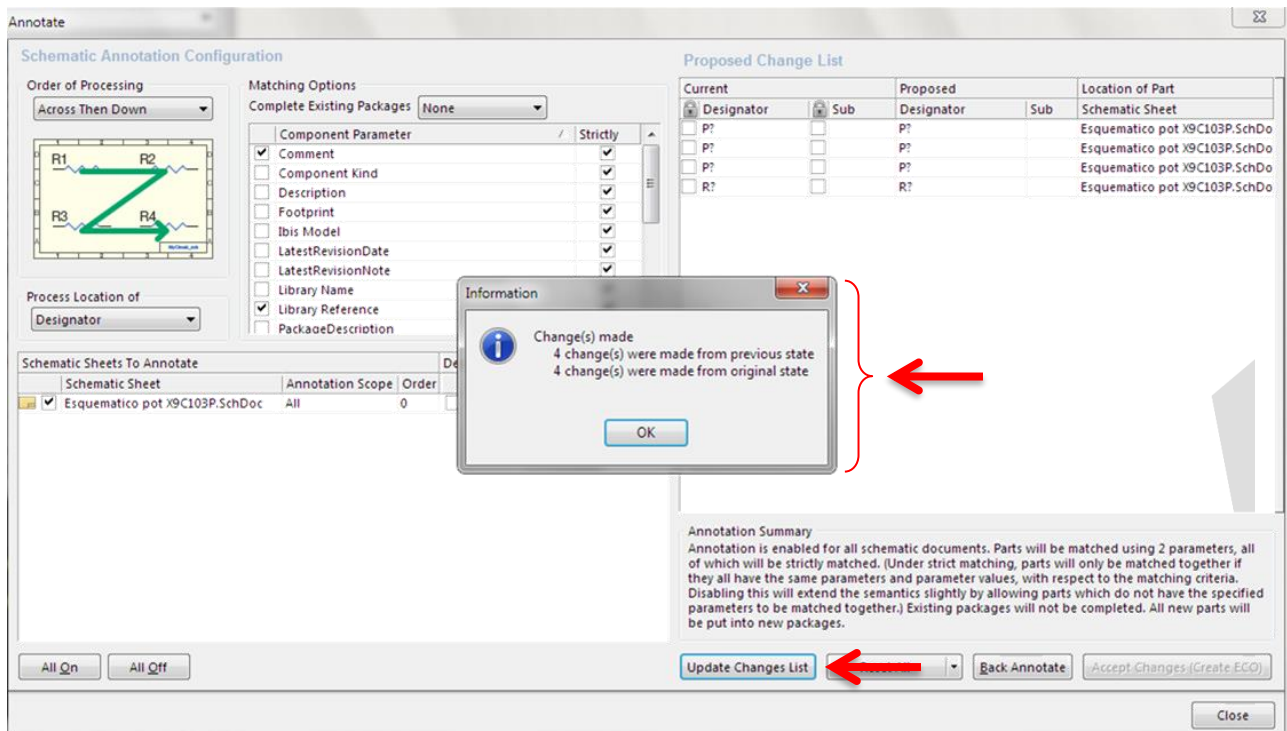 Annotate
Schematic Annotation Configuration
Order of Processing
Across Then Down
R1
R2
R3
R4
Process Location of
Designator
Matching Options
Complete Existing Packages
None
Component Parameter
Strictly
Comment
Component Kind
Description
Footprint
Ibis Model
LatestRevisionDate
LatestRevisionNote
Library Name
Library Reference
PackageDescription
Schematic Sheets To Annotate
De
Schematic Sheet
Annotation Scope
Order
Esquematico pot X9C103P.SchDoc
All
0
All On
All Off
Proposed Change List
Current
Proposed
Location of Part
Designator
Sub
Designator
Sub
Schematic Sheet
P?
P?
Esquematico pot X9C103P.SchDo
P?
P?
Esquematico pot X9C103P.SchDo
P?
P?
Esquematico pot X9C103P.SchDo
R?
R?
Esquematico pot X9C103P.SchDo
Information
Change(s) made
4 change(s) were made from previous state
4 change(s) were made from original state
OK
Annotation Summary
Annotation is enabled for all schematic documents. Parts will be matched using 2 parameters, all
of which will be strictly matched. (Under strict matching, parts will only be matched together if
they all have the same parameters and parameter values, with respect to the matching criteria.
Disabling this will extend the semantics slightly by allowing parts which do not have the specified
parameters to be matched together.) Existing packages will not be completed. All new parts will
be put into new packages.
Update Changes List
Back Annotate
Accept Changes (Create ECO)
Close